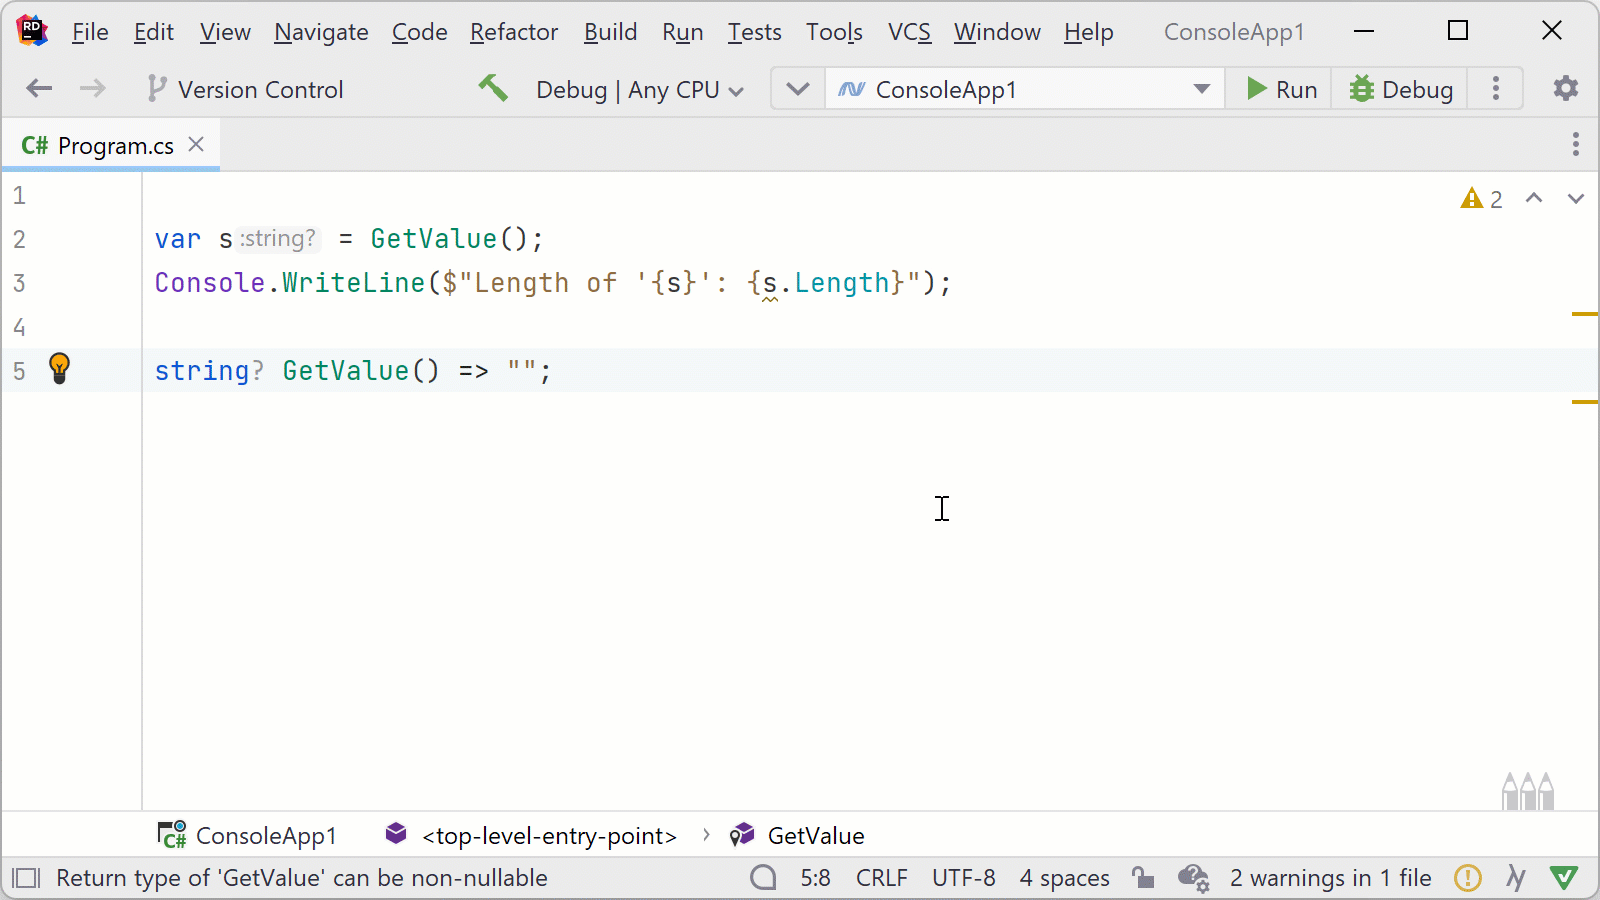 RD File Edit View Navigate Code Refactor Build Run Tests Tools VCS Window Help ConsoleApp1
Version Control Debug | Any CPU ConsoleApp1 Run Debug
C# Program.cs
1
2 var s :string? = GetValue();
3 Console.WriteLine($"Length of '{s}': {s.Length}");
4
5 string? GetValue() => "";
2
C# ConsoleApp1 <top-level-entry-point> › GetValue
Return type of 'GetValue' can be non-nullable 5:8 CRLF UTF-8 4 spaces 2 warnings in 1 file